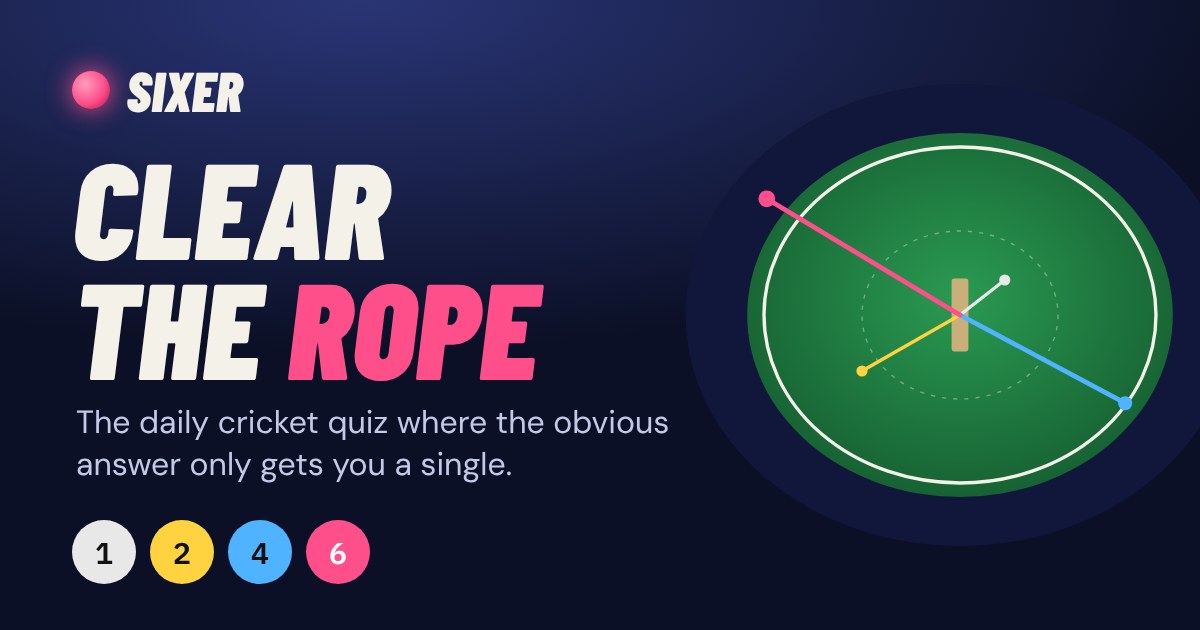 SIXER
CLEAR
THE ROPE
The daily cricket quiz where the obvious
answer only gets you a single.
1 2 4 6